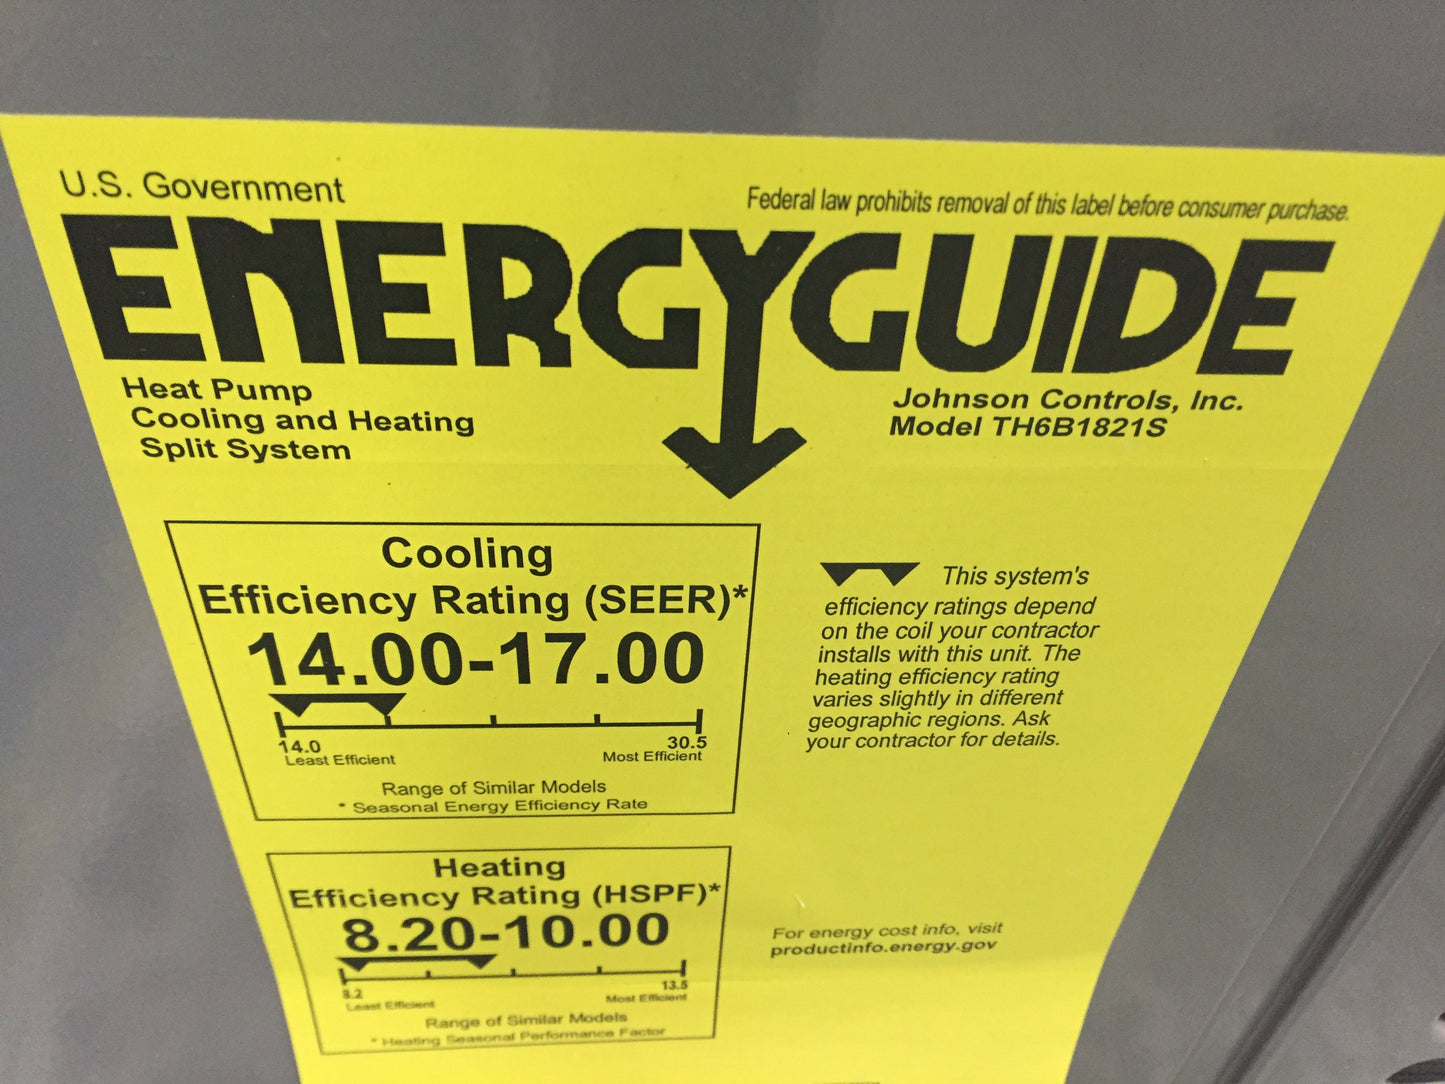 U.S. Government
Federal law prohibits removal of this label before consumer purchase.
ENERGYGUIDE
Heat Pump
Cooling and Heating
Split System
Johnson Controls, Inc.
Model TH6B1821S
Cooling
Efficiency Rating (SEER)*
14.00-17.00
14.0
Least Efficient
30.5
Most Efficient
Range of Similar Models
* Seasonal Energy Efficiency Rate
This system's
efficiency ratings depend
on the coil your contractor
installs with this unit. The
heating efficiency rating
varies slightly in different
geographic regions. Ask
your contractor for details.
Heating
Efficiency Rating (HSPF)*
8.20-10.00
8.2
Least Efficient
13.5
Most Efficient
Range of Similar Models
* Heating Seasonal Performance Factor
For energy cost info, visit
productinfo.energy.gov